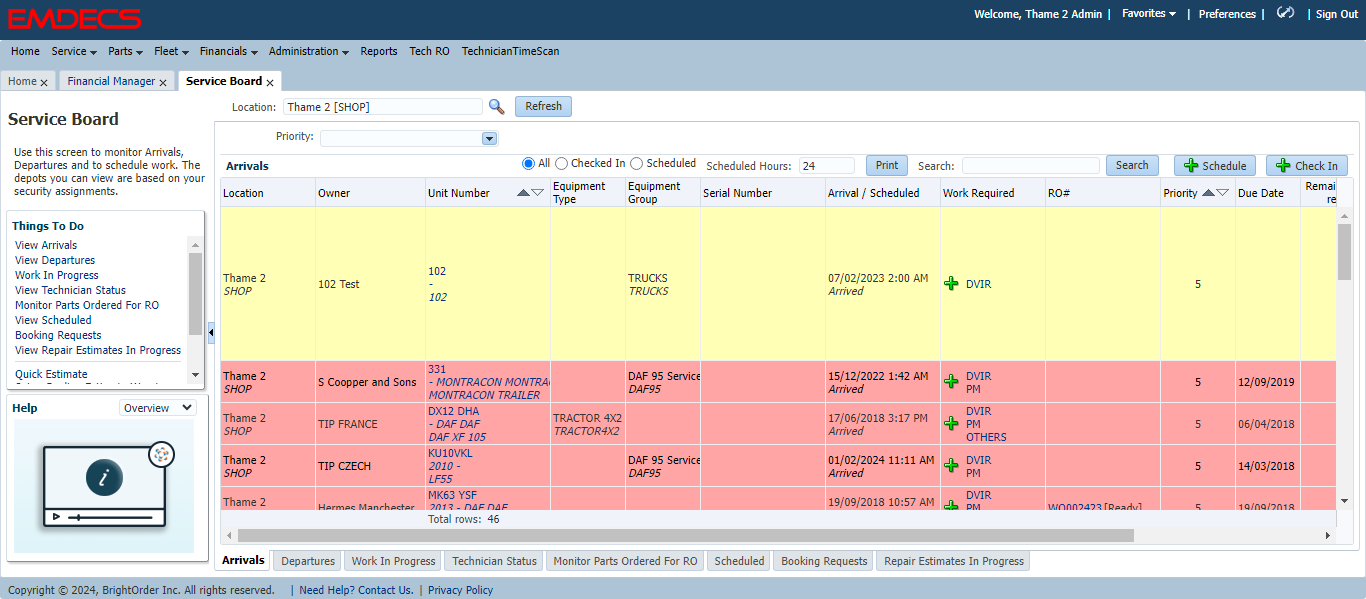 EMDECS
Welcome, Thame 2 Admin | Favorites | Preferences | | Sign Out
Home Service Parts Fleet Financials Administration Reports Tech RO TechnicianTimeScan
Home Financial Manager Service Board
Service Board
Use this screen to monitor Arrivals,
Departures and to schedule work. The
depots you can view are based on your
security assignments.
Things To Do
View Arrivals
View Departures
Work In Progress
View Technician Status
Monitor Parts Ordered For RO
View Scheduled
Booking Requests
View Repair Estimates In Progress
Quick Estimate
Help Overview
Location: Thame 2 [SHOP] Refresh
Priority:
Arrivals All Checked In Scheduled Scheduled Hours: 24 Print Search: Search Schedule Check In
Location Owner Unit Number Equipment Type Equipment Group Serial Number Arrival / Scheduled Work Required RO# Priority Due Date Remai
re
Thame 2 SHOP 102 Test 102 - 102 TRUCKS TRUCKS 07/02/2023 2:00 AM Arrived DVIR 5
Thame 2 SHOP S Coopper and Sons 331 - MONTRACON MONTRA MONTRACON TRAILER DAF 95 Service DAF95 15/12/2022 1:42 AM Arrived DVIR PM 5 12/09/2019
Thame 2 SHOP TIP FRANCE DX12 DHA - DAF DAF DAF XF 105 TRACTOR 4X2 TRACTOR4X2 17/06/2018 3:17 PM Arrived DVIR PM OTHERS 5 06/04/2018
Thame 2 SHOP TIP CZECH KU10VKL 2010 - LF55 DAF 95 Service DAF95 01/02/2024 11:11 AM Arrived DVIR PM 5 14/03/2018
Thame 2 Hermes Manchester MK63 YSF 2013 - DAF DAF 19/09/2018 10:57 AM DVIR PM WO002423 [Ready] 5 19/09/2018
Total rows: 46
Arrivals Departures Work In Progress Technician Status Monitor Parts Ordered For RO Scheduled Booking Requests Repair Estimates In Progress
Copyright © 2024, BrightOrder Inc. All rights reserved. | Need Help? Contact Us. | Privacy Policy